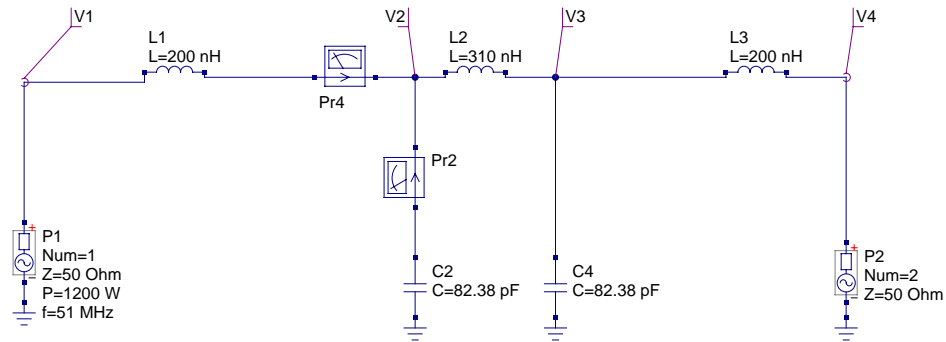 V1
V2
V3
V4
L1
L=200 nH
Pr4
L2
L=310 nH
L3
L=200 nH
Pr2
P1
Num=1
Z=50 Ohm
P=1200 W
f=51 MHz
C2
C=82.38 pF
C4
C=82.38 pF
P2
Num=2
Z=50 Ohm